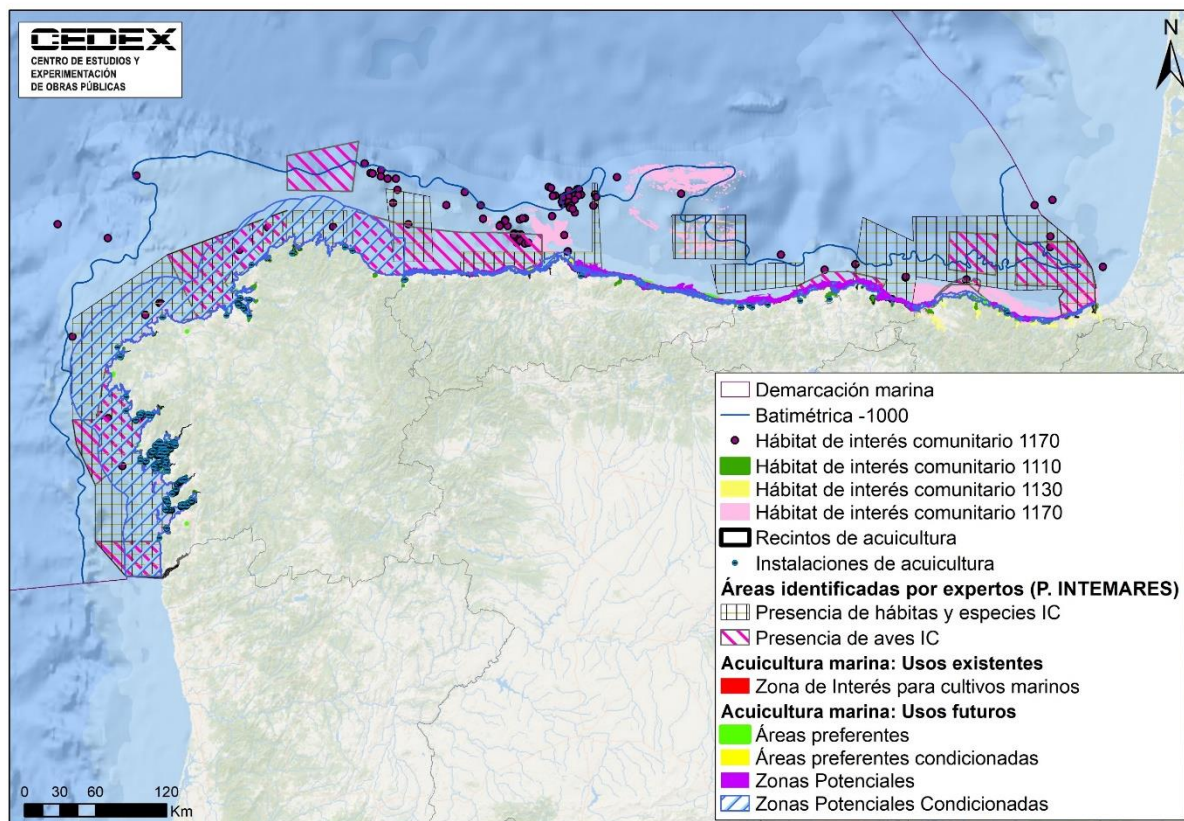 CEDEX
CENTRO DE ESTUDIOS Y
EXPERIMENTACIÓN
DE OBRAS PÚBLICAS
N
Demarcación marina
Batimétrica -1000
Hábitat de interés comunitario 1170
Hábitat de interés comunitario 1110
Hábitat de interés comunitario 1130
Hábitat de interés comunitario 1170
Recintos de acuicultura
Instalaciones de acuicultura
Áreas identificadas por expertos (P. INTEMARES)
Presencia de hábitas y especies IC
Presencia de aves IC
Acuicultura marina: Usos existentes
Zona de Interés para cultivos marinos
Acuicultura marina: Usos futuros
Áreas preferentes
Áreas preferentes condicionadas
Zonas Potenciales
Zonas Potenciales Condicionadas
0 30 60 120
Km